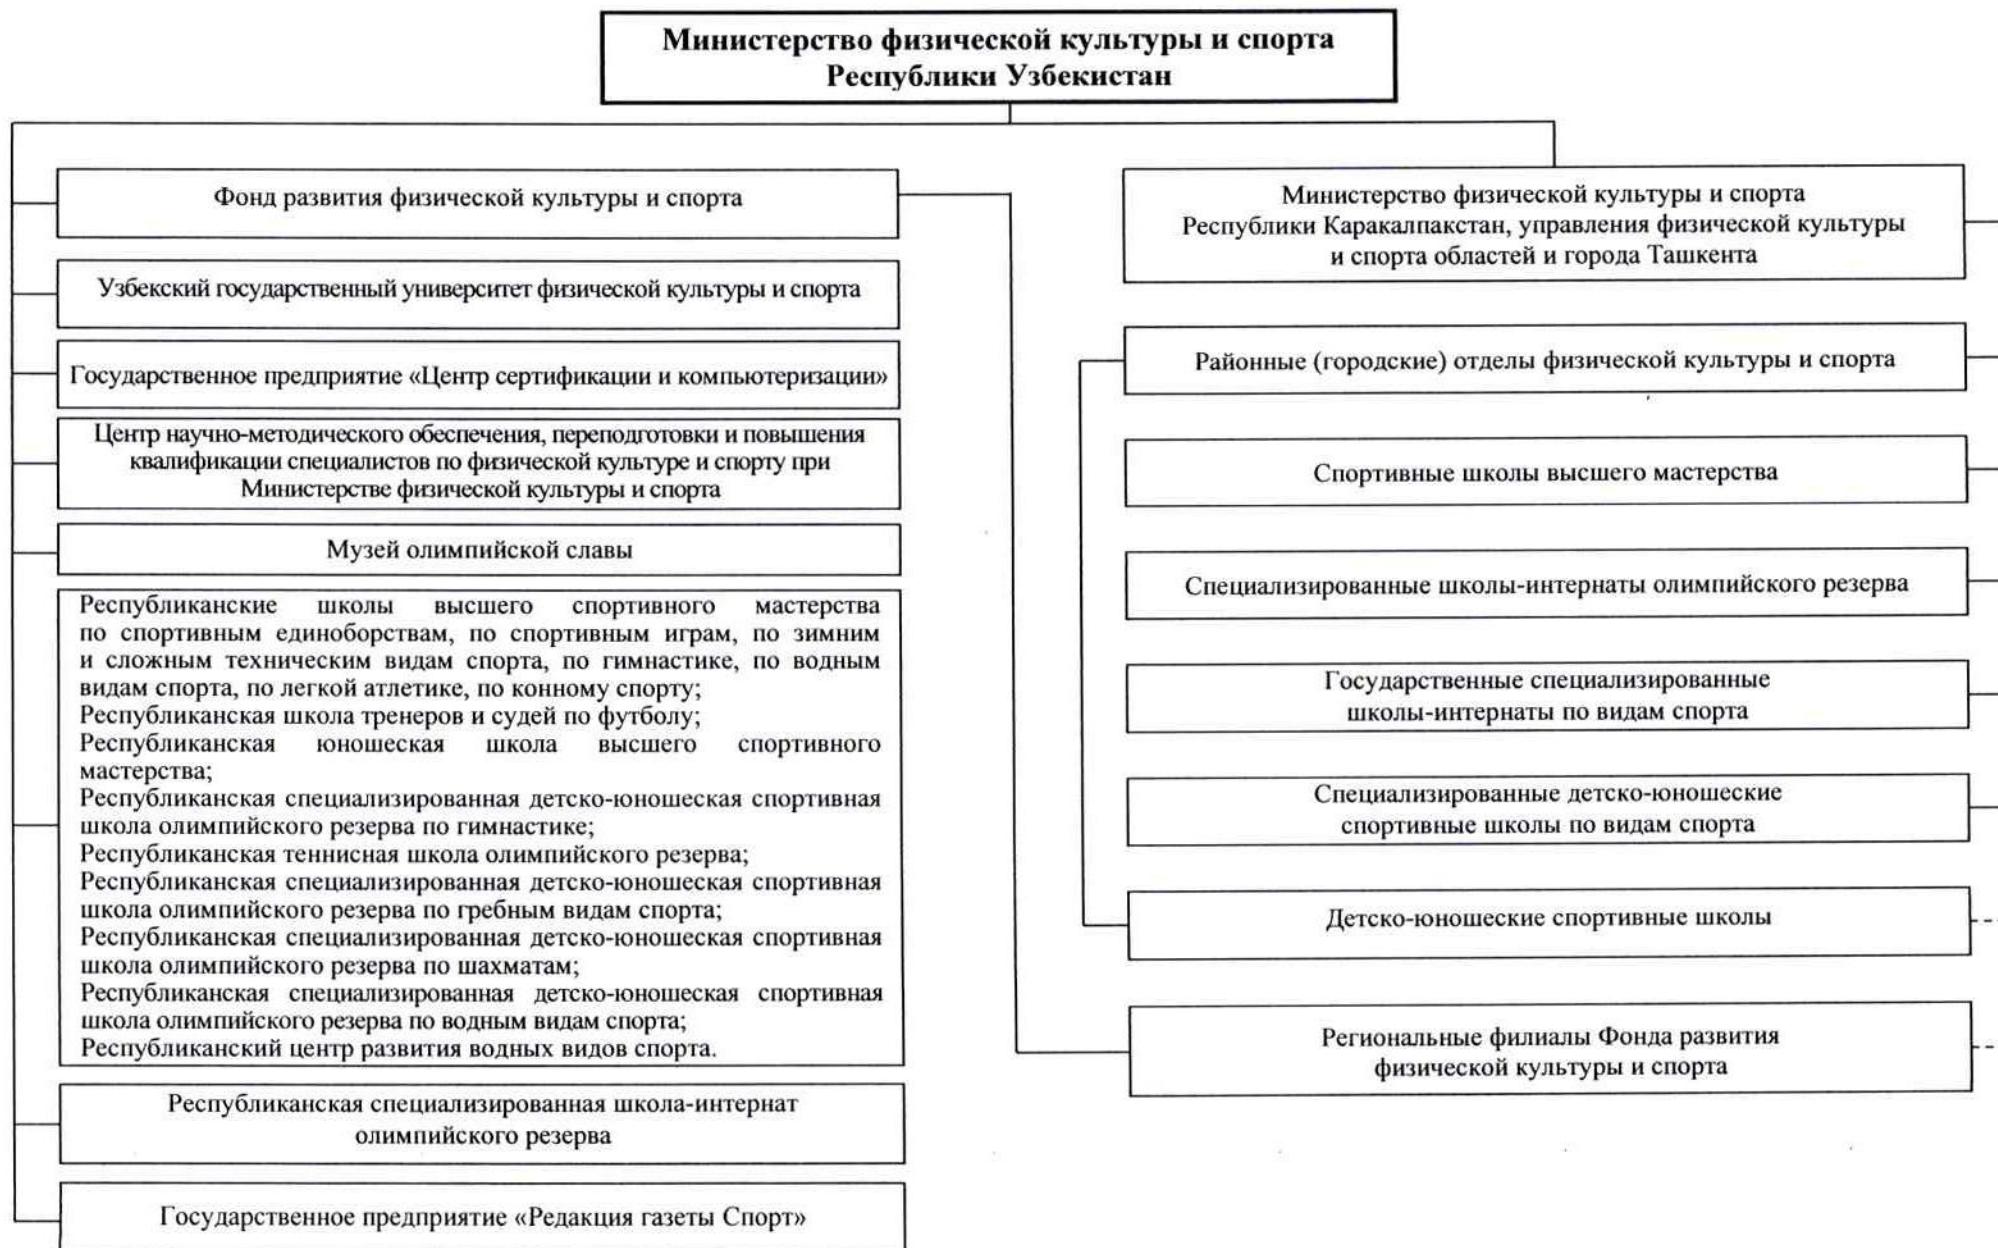 Министерство физической культуры и спорта
Республики Узбекистан
Фонд развития физической культуры и спорта
Узбекский государственный университет физической культуры и спорта
Государственное предприятие «Центр сертификации и компьютеризации»
Центр научно-методического обеспечения, переподготовки и повышения
квалификации специалистов по физической культуре и спорту при
Министерстве физической культуры и спорта
Музей олимпийской славы
Республиканские школы высшего спортивного мастерства
по спортивным единоборствам, по спортивным играм, по зимним
и сложным техническим видам спорта, по гимнастике, по водным
видам спорта, по легкой атлетике, по конному спорту;
Республиканская школа тренеров и судей по футболу;
Республиканская юношеская школа высшего спортивного
мастерства;
Республиканская специализированная детско-юношеская спортивная
школа олимпийского резерва по гимнастике;
Республиканская теннисная школа олимпийского резерва;
Республиканская специализированная детско-юношеская спортивная
школа олимпийского резерва по гребным видам спорта;
Республиканская специализированная детско-юношеская спортивная
школа олимпийского резерва по шахматам;
Республиканская специализированная детско-юношеская спортивная
школа олимпийского резерва по водным видам спорта;
Республиканский центр развития водных видов спорта.
Республиканская специализированная школа-интернат
олимпийского резерва
Государственное предприятие «Редакция газеты Спорт»
Министерство физической культуры и спорта
Республики Каракалпакстан, управления физической культуры
и спорта областей и города Ташкента
Районные (городские) отделы физической культуры и спорта
Спортивные школы высшего мастерства
Специализированные школы-интернаты олимпийского резерва
Государственные специализированные
школы-интернаты по видам спорта
Специализированные детско-юношеские
спортивные школы по видам спорта
Детско-юношеские спортивные школы
Региональные филиалы Фонда развития
физической культуры и спорта